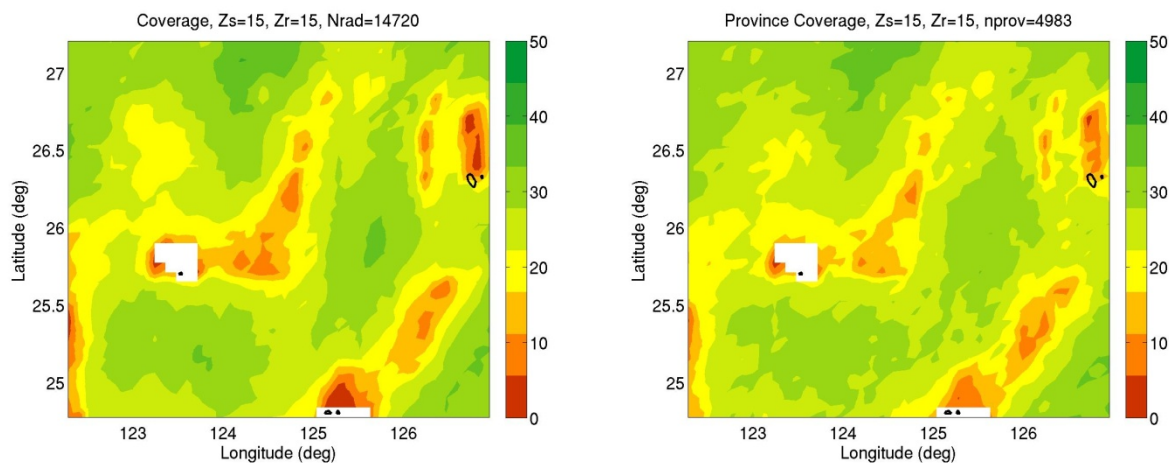 Coverage, Zs=15, Zr=15, Nrad=14720
27
26.5
26
25.5
25
Latitude (deg)
123 124 125 126
Longitude (deg)
50
40
30
20
10
0
Province Coverage, Zs=15, Zr=15, nprov=4983
27
26.5
26
25.5
25
Latitude (deg)
123 124 125 126
Longitude (deg)
50
40
30
20
10
0